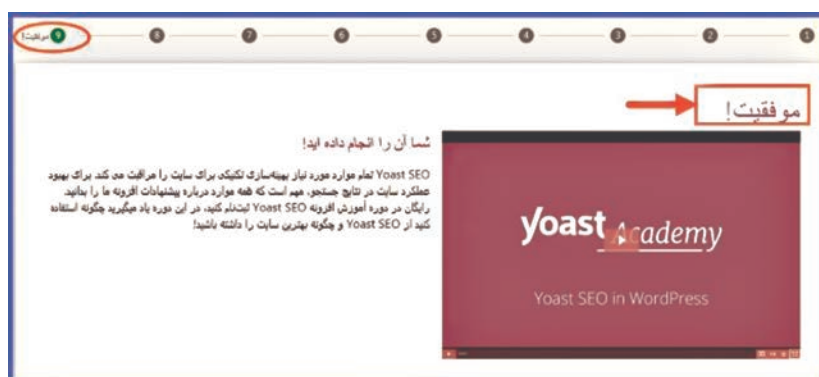 1 2 3 4 5 6 7 8 9 موفقیت!
موفقیت!
شما آن را انجام داده اید!
Yoast SEO تمام موارد مورد نیاز بهینه‌سازی تکنیکی برای سایت را مراقبت می کند. برای بهبود
عملکرد سایت در نتایج جستجو، مهم است که همه موارد درباره پیشنهادات افزونه ما را بدانید.
رایگان در دوره آموزش افزونه Yoast SEO ثبت‌نام کنید، در این دوره یاد میگیرید چگونه استفاده
کنید از Yoast SEO و چگونه بهترین سایت را داشته باشید!
yoast Academy
Yoast SEO in WordPress